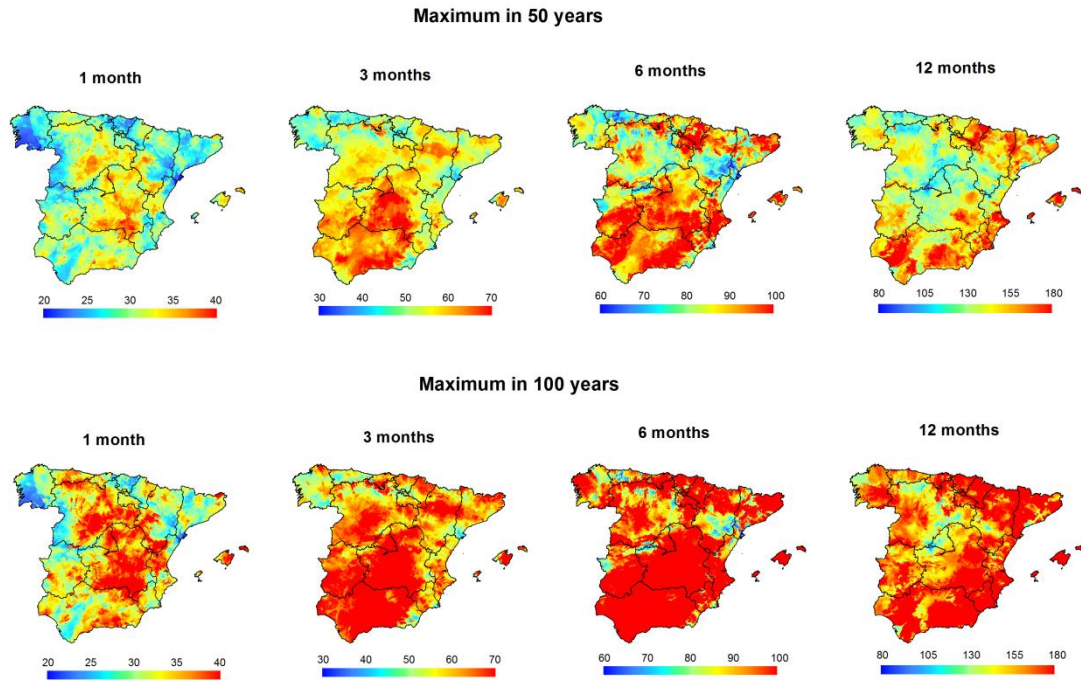 Maximum in 50 years
1 month
3 months
6 months
12 months
20 25 30 35 40
30 40 50 60 70
60 70 80 90 100
80 105 130 155 180
Maximum in 100 years
1 month
3 months
6 months
12 months
20 25 30 35 40
30 40 50 60 70
60 70 80 90 100
80 105 130 155 180